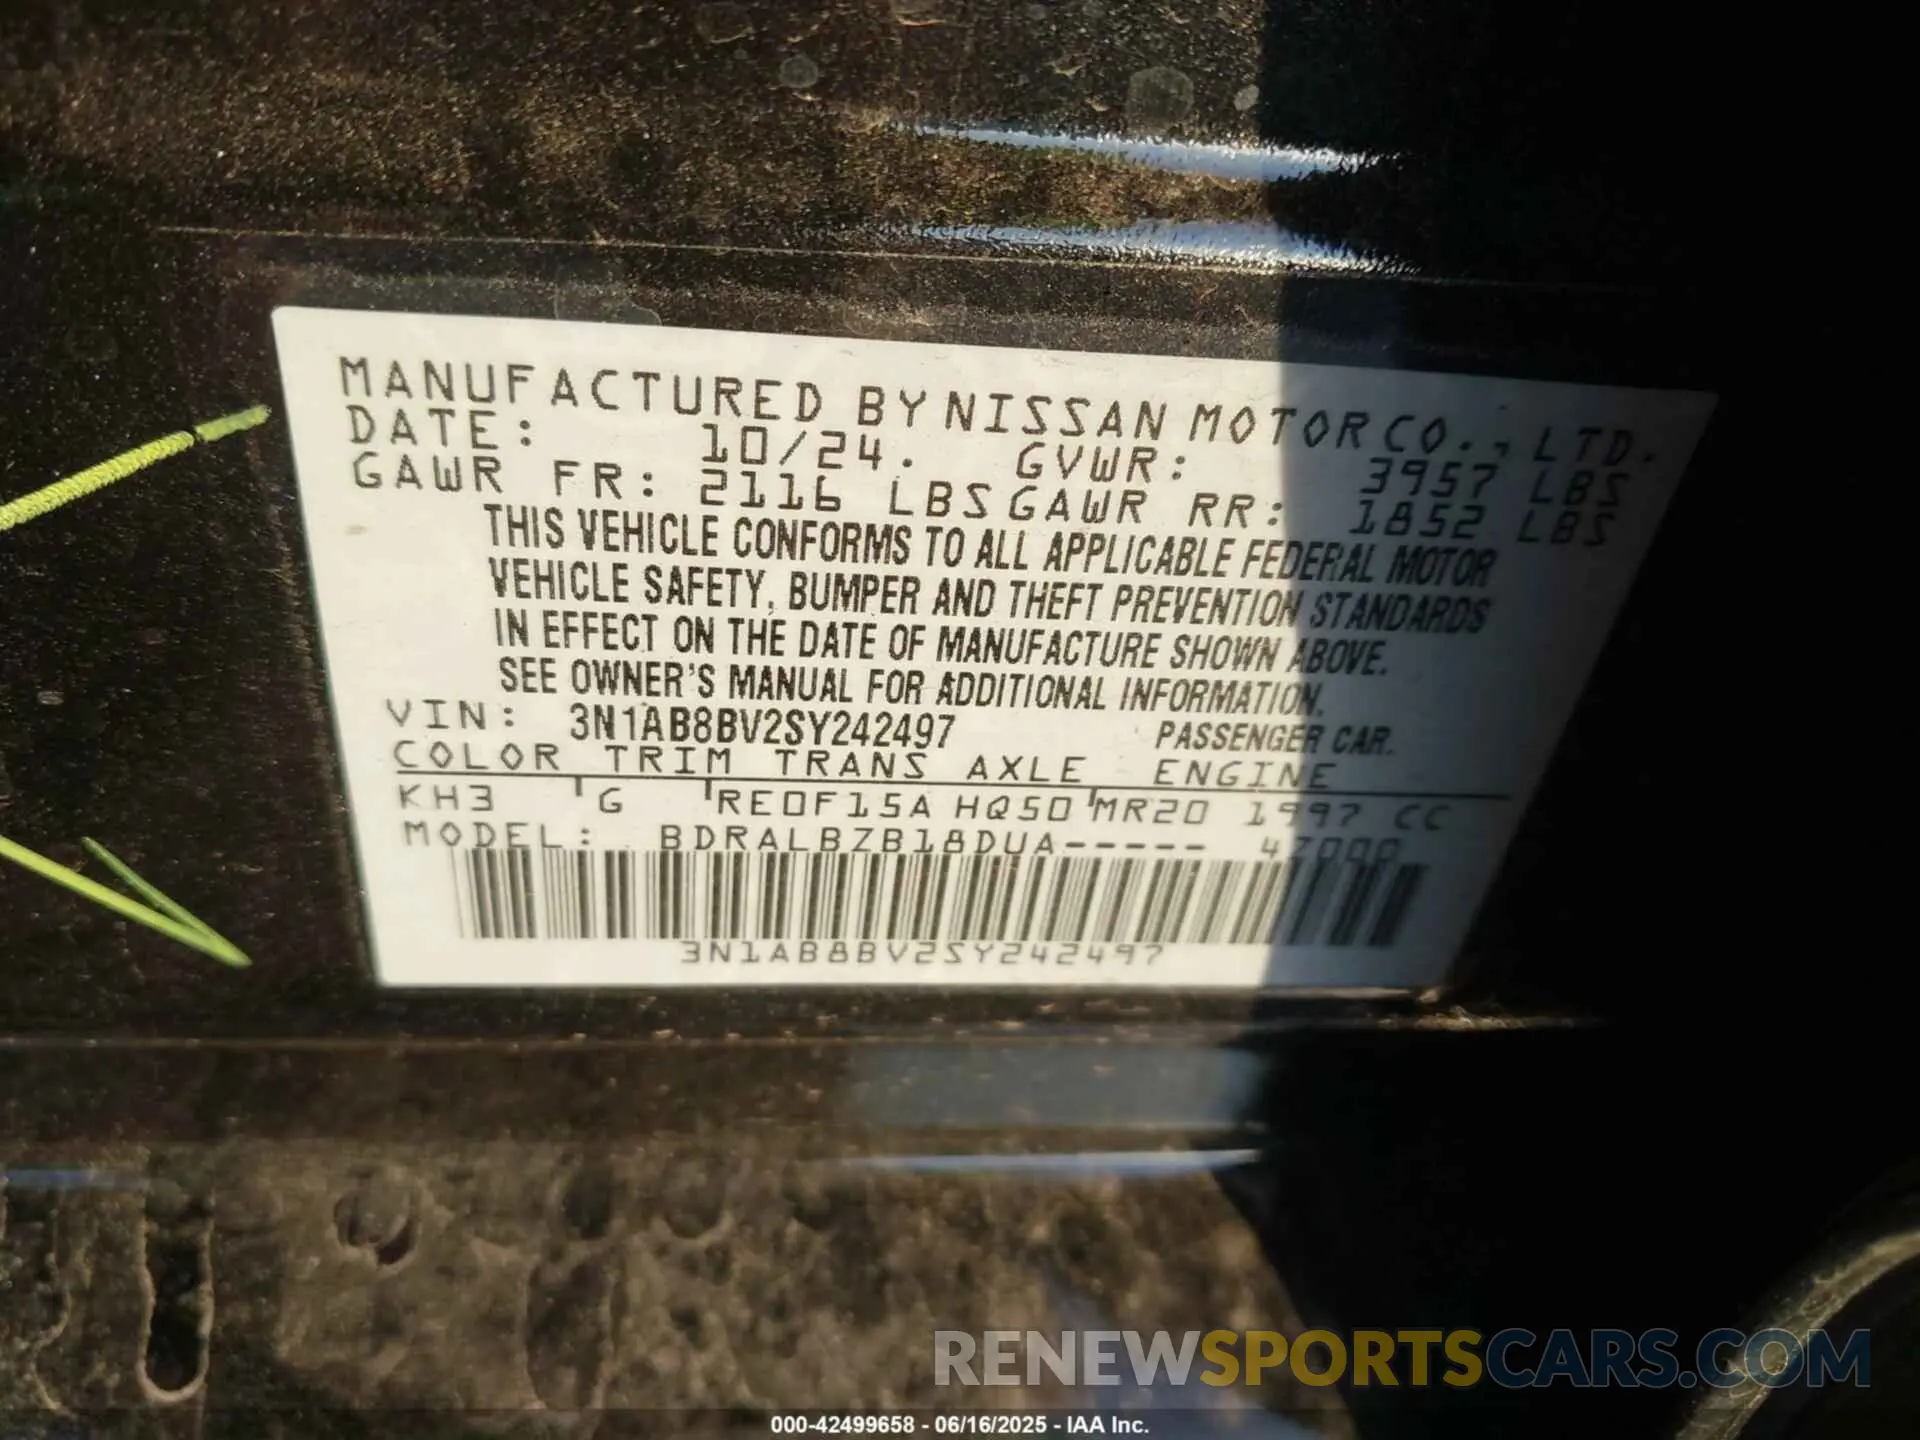 MANUFACTURED BY NISSAN MOTOR CO., LTD.
DATE: 10/24. GVWR: 3957 LBS
GAWR FR: 2116 LBS GAWR RR: 1852 LBS
THIS VEHICLE CONFORMS TO ALL APPLICABLE FEDERAL MOTOR
VEHICLE SAFETY, BUMPER AND THEFT PREVENTION STANDARDS
IN EFFECT ON THE DATE OF MANUFACTURE SHOWN ABOVE.
SEE OWNER'S MANUAL FOR ADDITIONAL INFORMATION.
VIN: 3N1AB8BV2SY242497 PASSENGER CAR.
COLOR TRIM TRANS AXLE ENGINE
KH3 G RE0F15A HQ50 MR20 1997 CC
MODEL: BDRALBZB18DUA----- 47000
3N1AB8BV2SY242497
RENEWSPORTSCARS.COM
000-42499658 - 06/16/2025 - IAA Inc.